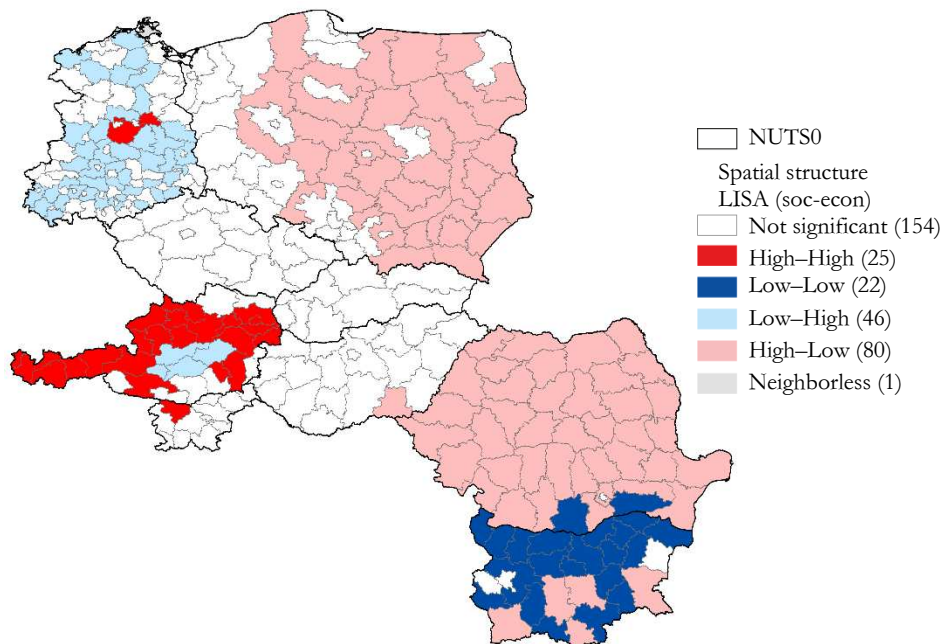 NUTS0
Spatial structure
LISA (soc-econ)
Not significant (154)
High–High (25)
Low–Low (22)
Low–High (46)
High–Low (80)
Neighborless (1)